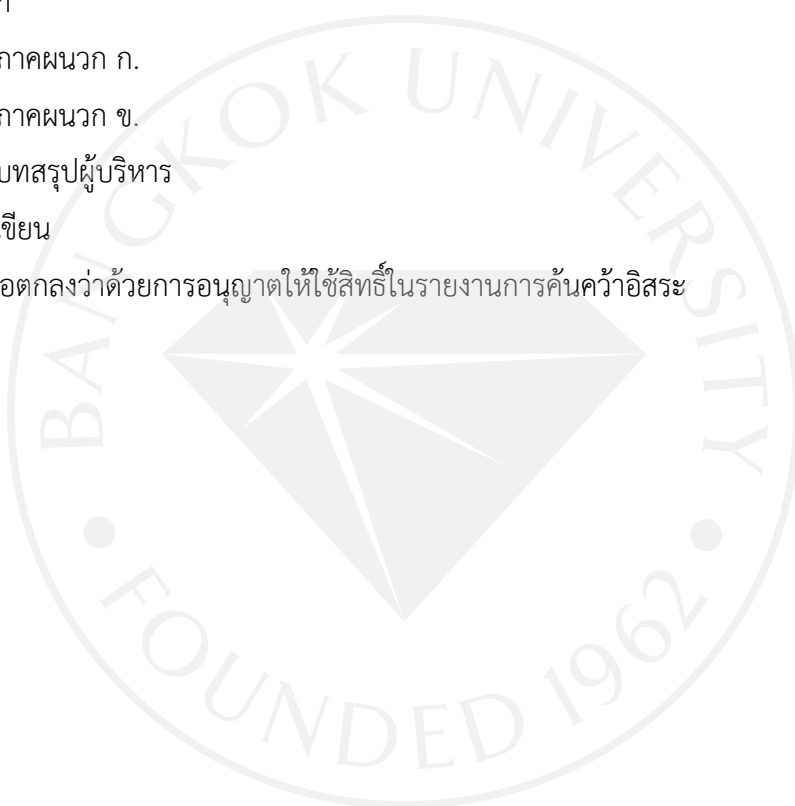 ภาคผนวก ก.
ภาคผนวก ข.
บทสรุปผู้บริหาร
เขียน
อตกลงว่าด้วยการอนุญาตให้ใช้สิทธิ์ในรายงานการค้นคว้าอิสระ
BANGKOK UNIVERSITY
FOUNDED 1962